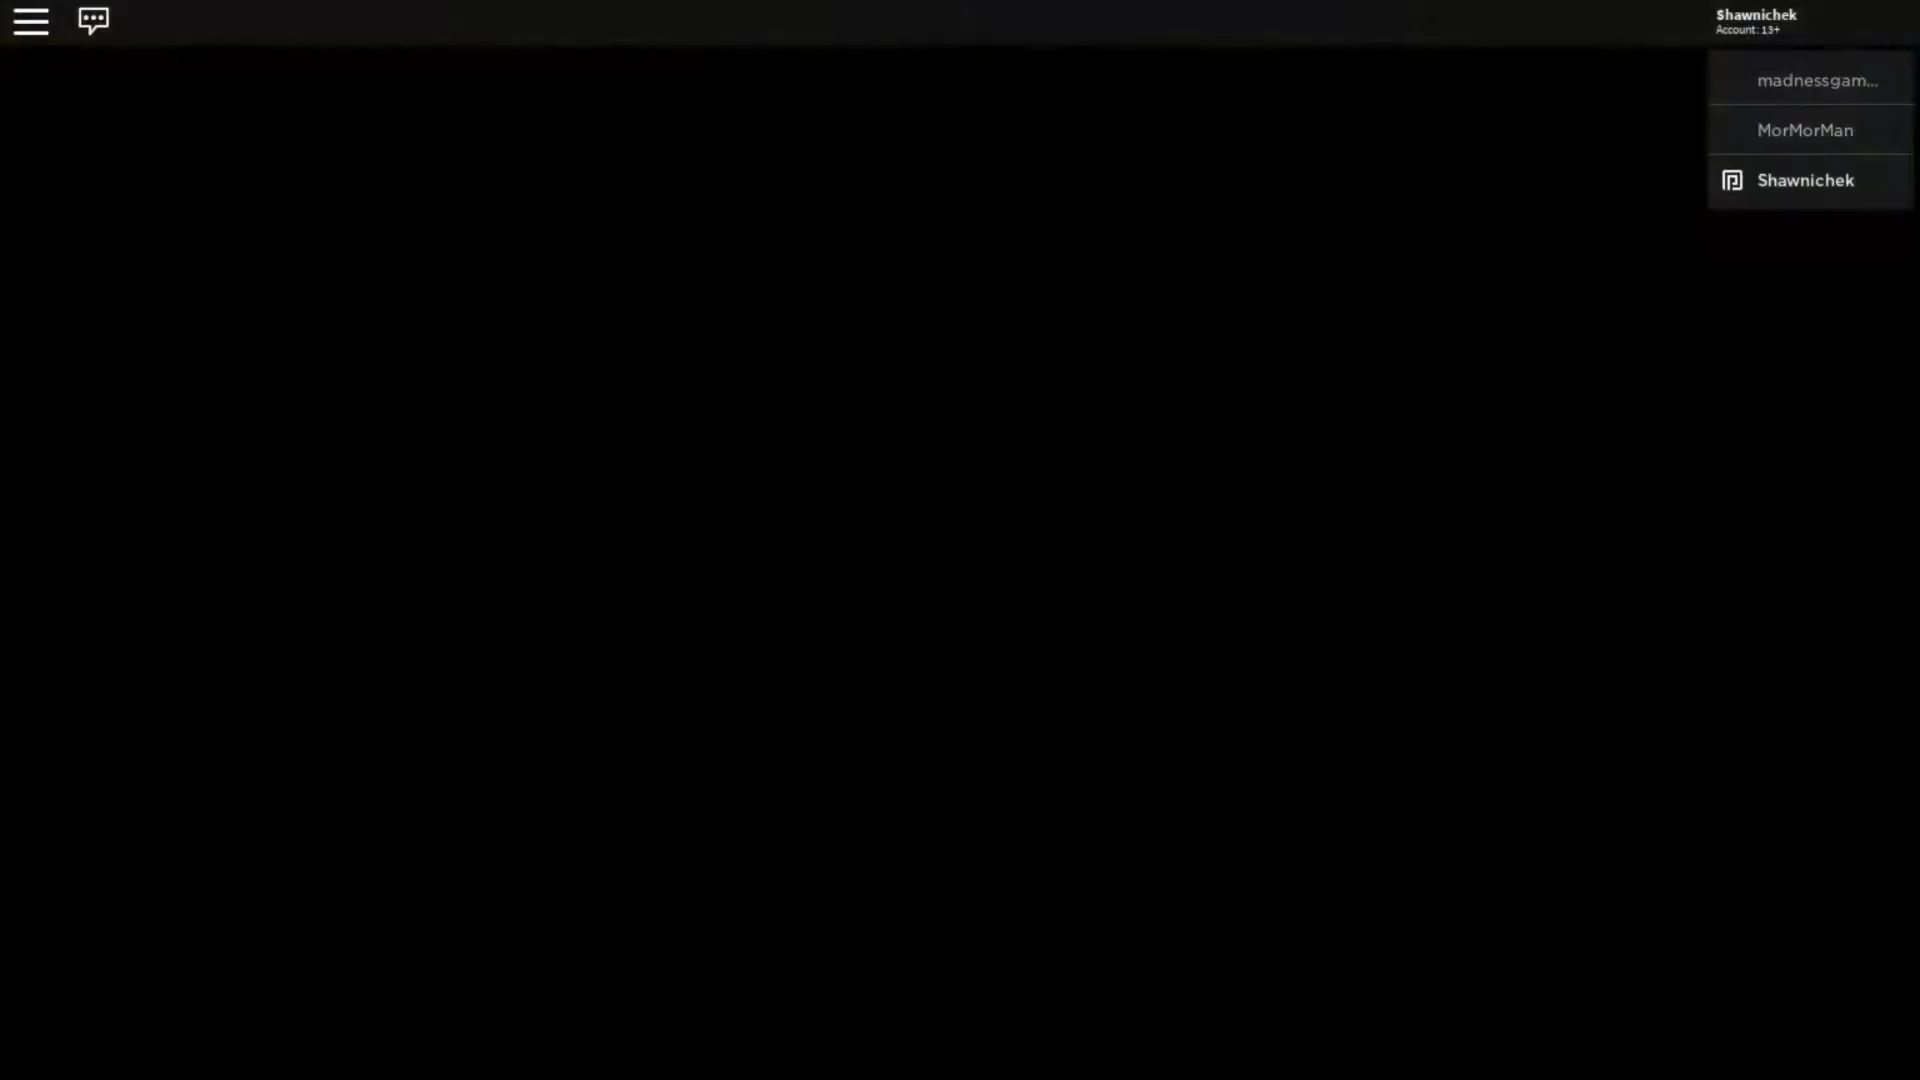 Shawnichek
Account: 13+
madnessgam...
MorMorMan
Shawnichek